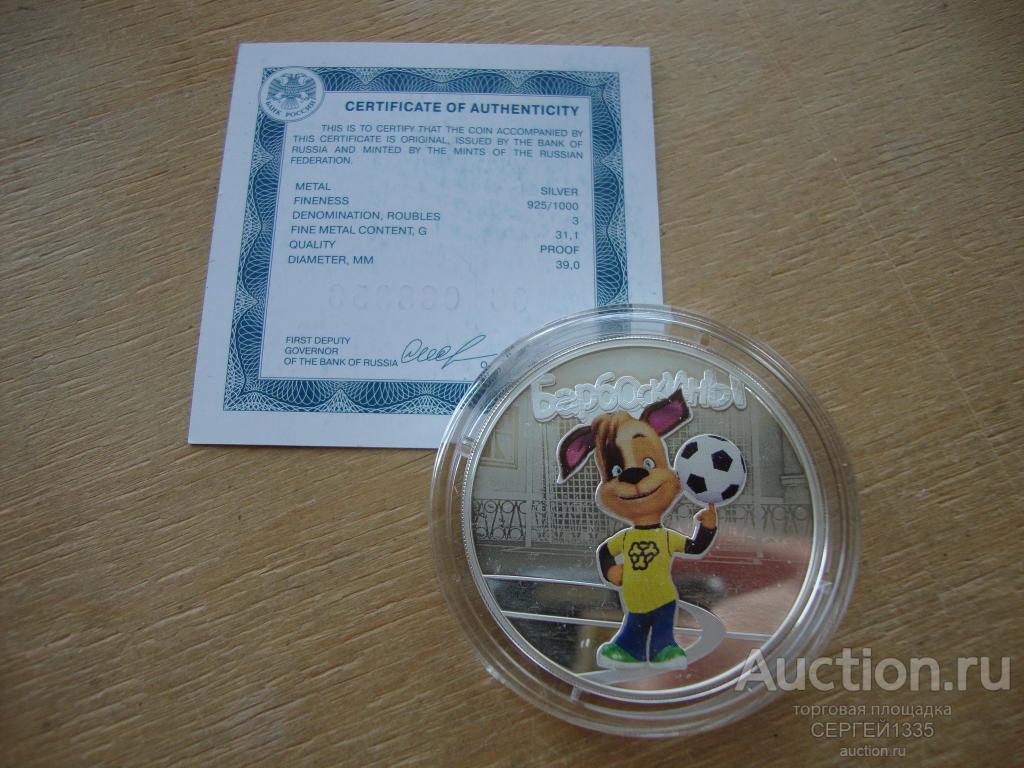 БАНК РОССИИ
CERTIFICATE OF AUTHENTICITY
THIS IS TO CERTIFY THAT THE COIN ACCOMPANIED BY
THIS CERTIFICATE IS ORIGINAL, ISSUED BY THE BANK OF
RUSSIA AND MINTED BY THE MINTS OF THE RUSSIAN
FEDERATION.
METAL SILVER
FINENESS 925/1000
DENOMINATION, ROUBLES 3
FINE METAL CONTENT, G 31,1
QUALITY PROOF
DIAMETER, MM 39,0
FIRST DEPUTY
GOVERNOR
OF THE BANK OF RUSSIA
Барбоскины
Auction.ru
торговая площадка
СЕРГЕЙ1335
auction.ru